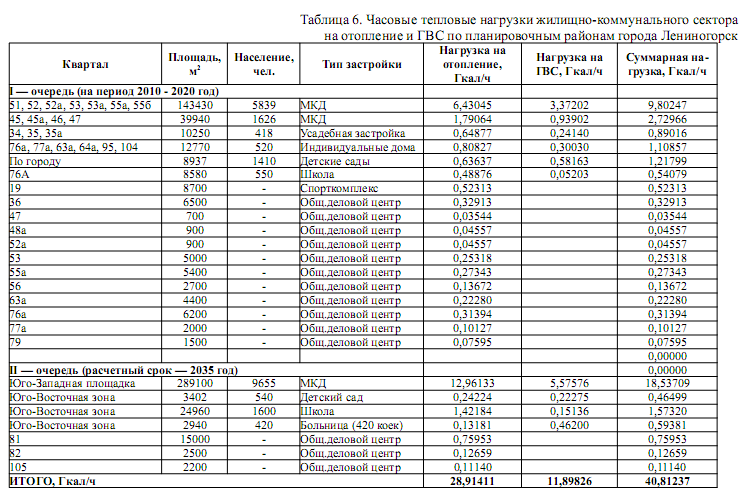 Таблица 6. Часовые тепловые нагрузки жилищно-коммунального сектора
на отопление и ГВС по планировочным районам города Лениногорск
Квартал Площадь, м2 Население, чел. Тип застройки Нагрузка на отопление, Гкал/ч Нагрузка на ГВС, Гкал/ч Суммарная на-грузка, Гкал/ч
I — очередь (на период 2010 - 2020 год)
51, 52, 52а, 53, 53а, 55а, 55б 143430 5839 МКД 6,43045 3,37202 9,80247
45, 45а, 46, 47 39940 1626 МКД 1,79064 0,93902 2,72966
34, 35, 35а 10250 418 Усадебная застройка 0,64877 0,24140 0,89016
76а, 77а, 63а, 64а, 95, 104 12770 520 Индивидуальные дома 0,80827 0,30030 1,10857
По городу 8937 1410 Детские сады 0,63637 0,58163 1,21799
76А 8580 550 Школа 0,48876 0,05203 0,54079
19 8700 - Спорткомплекс 0,52313 0,52313
36 6500 - Общ.деловой центр 0,32913 0,32913
47 700 - Общ.деловой центр 0,03544 0,03544
48а 900 - Общ.деловой центр 0,04557 0,04557
52а 900 - Общ.деловой центр 0,04557 0,04557
53 5000 - Общ.деловой центр 0,25318 0,25318
55а 5400 - Общ.деловой центр 0,27343 0,27343
56 2700 - Общ.деловой центр 0,13672 0,13672
63а 4400 - Общ.деловой центр 0,22280 0,22280
76а 6200 - Общ.деловой центр 0,31394 0,31394
77а 2000 - Общ.деловой центр 0,10127 0,10127
79 1500 - Общ.деловой центр 0,07595 0,07595
0,00000
II — очередь (расчетный срок — 2035 год) 0,00000
Юго-Западная площадка 289100 9655 МКД 12,96133 5,57576 18,53709
Юго-Восточная зона 3402 540 Детский сад 0,24224 0,22275 0,46499
Юго-Восточная зона 24960 1600 Школа 1,42184 0,15136 1,57320
Юго-Восточная зона 2940 420 Больница (420 коек) 0,13181 0,46200 0,59381
81 15000 - Общ.деловой центр 0,75953 0,75953
82 2500 - Общ.деловой центр 0,12659 0,12659
105 2200 - Общ.деловой центр 0,11140 0,11140
ИТОГО, Гкал/ч 28,91411 11,89826 40,81237